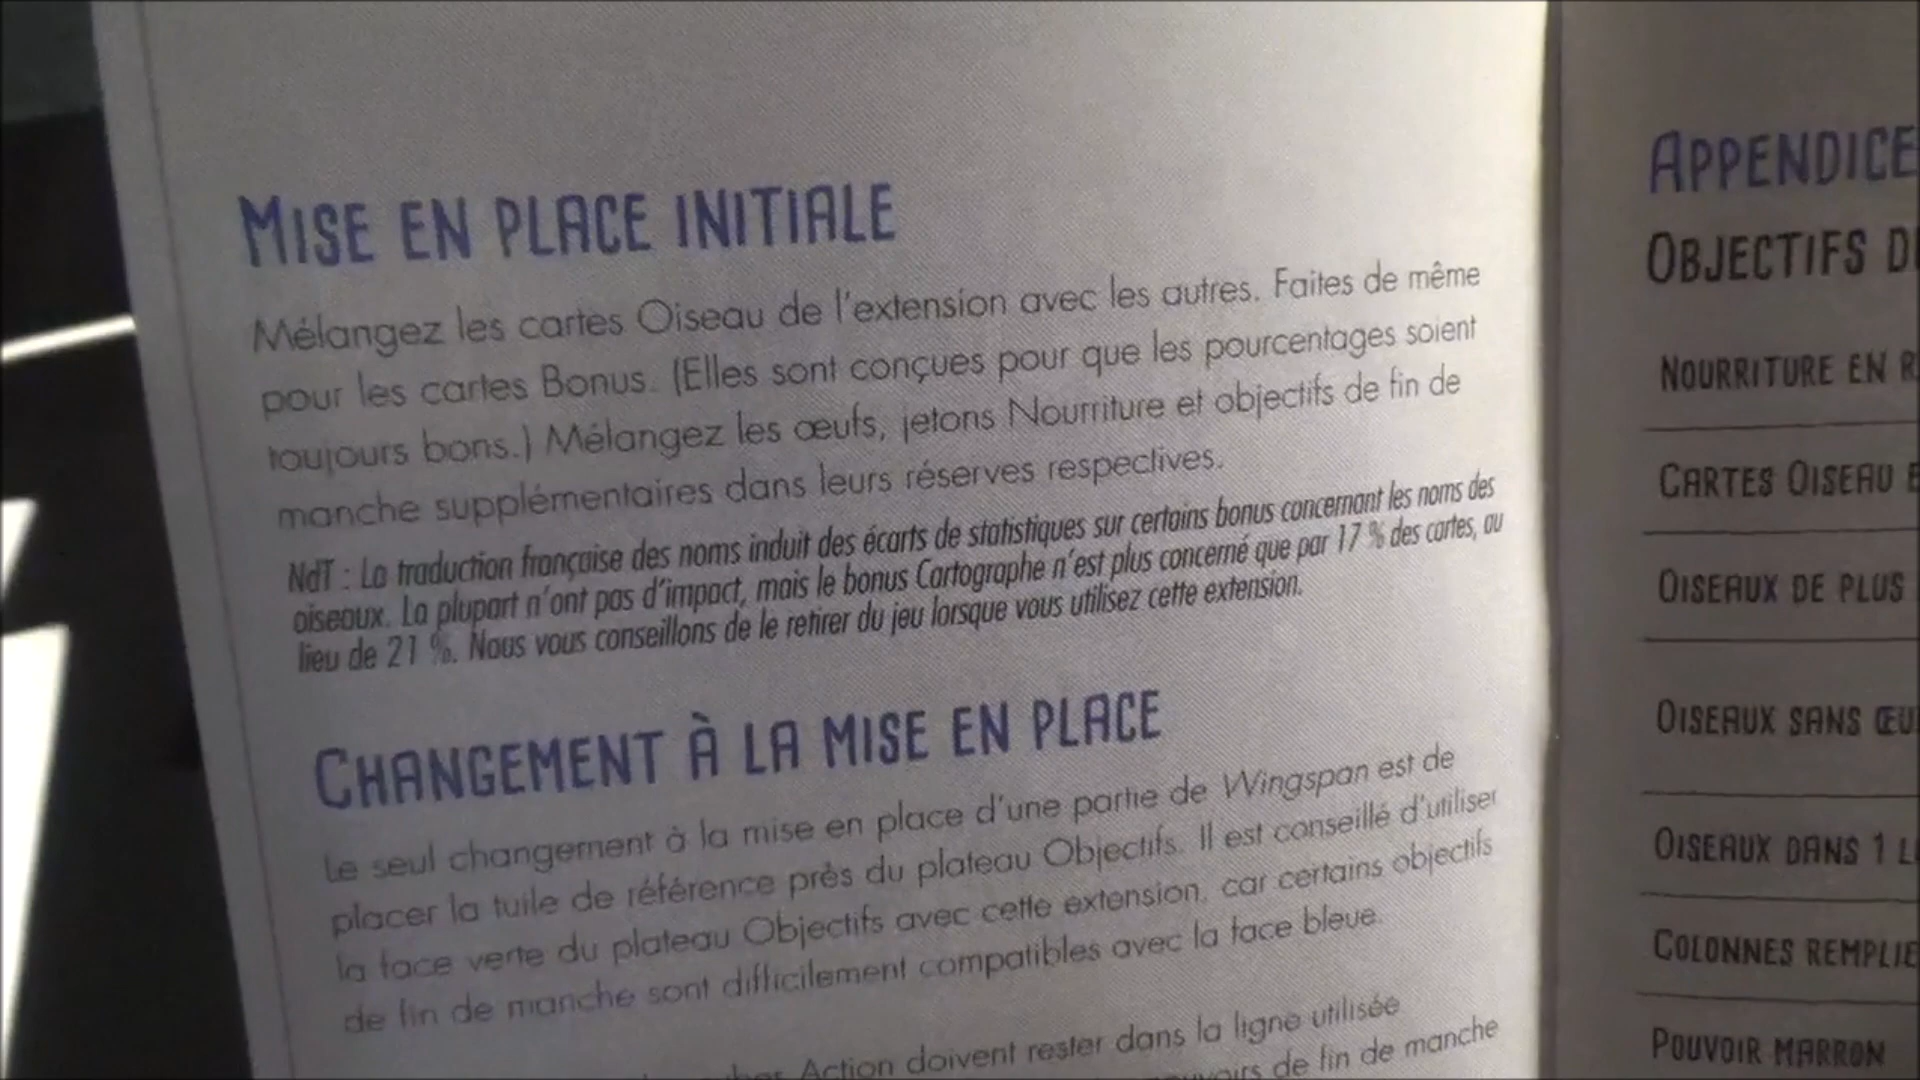 MISE EN PLACE INITIALE
Mélangez les cartes Oiseau de l'extension avec les autres. Faites de même
pour les cartes Bonus. (Elles sont conçues pour que les pourcentages soient
toujours bons.) Mélangez les œufs, jetons Nourriture et objectifs de fin de
manche supplémentaires dans leurs réserves respectives.
NdT : La traduction française des noms induit des écarts de statistiques sur certains bonus concernant les noms des
oiseaux. La plupart n'ont pas d'impact, mais le bonus Cartographe n'est plus concerné que par 17 % des cartes, au
lieu de 21 %. Nous vous conseillons de le retirer du jeu lorsque vous utilisez cette extension.
CHANGEMENT À LA MISE EN PLACE
Le seul changement à la mise en place d'une partie de Wingspan est de
placer la tuile de référence près du plateau Objectifs. Il est conseillé d'utiliser
la face verte du plateau Objectifs avec cette extension, car certains objectifs
de fin de manche sont difficilement compatibles avec la face bleue.
Action doivent rester dans la ligne utilisée
de fin de manche
APPENDICE
OBJECTIFS
NOURRITURE EN
CARTES OISEAU
OISEAUX DE PLUS
OISEAUX SANS
OISEAUX DANS 1
COLONNES
POUVOIR MARRON